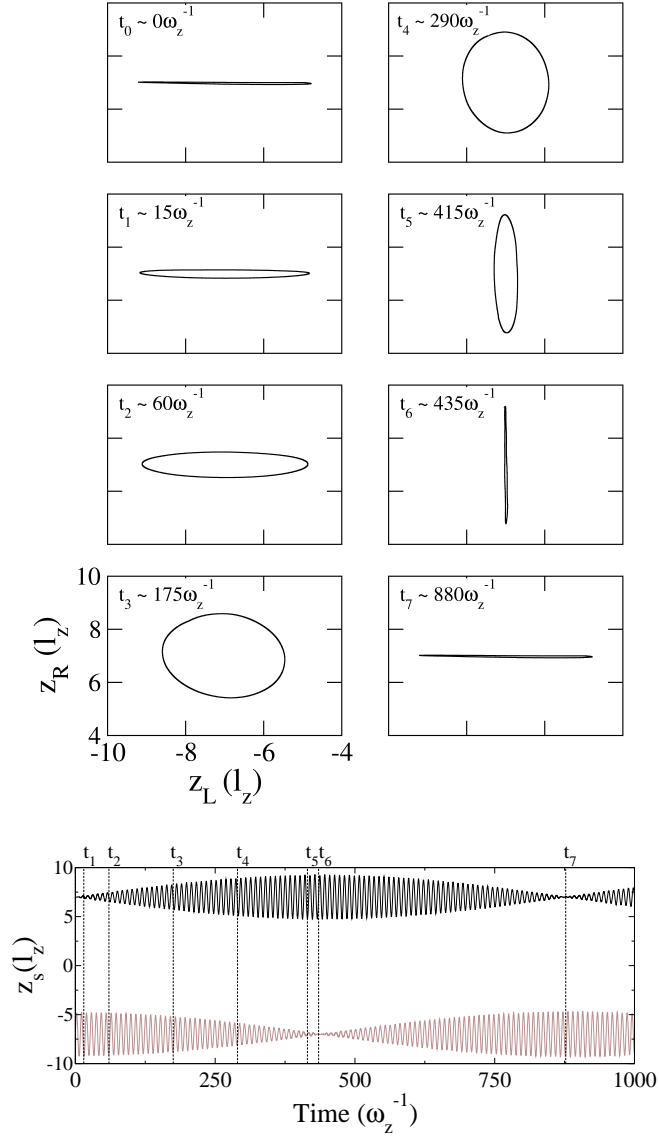 t₀ ~ 0ω_z⁻¹
t₄ ~ 290ω_z⁻¹
t₁ ~ 15ω_z⁻¹
t₅ ~ 415ω_z⁻¹
t₂ ~ 60ω_z⁻¹
t₆ ~ 435ω_z⁻¹
t₃ ~ 175ω_z⁻¹
t₇ ~ 880ω_z⁻¹
10
8
6
4
z_R (l_z)
-10 -8 -6 -4
z_L (l_z)
t₁ t₂ t₃ t₄ t₅ t₆ t₇
10
5
0
-5
-10
z_s (l_z)
0 250 500 750 1000
Time (ω_z⁻¹)